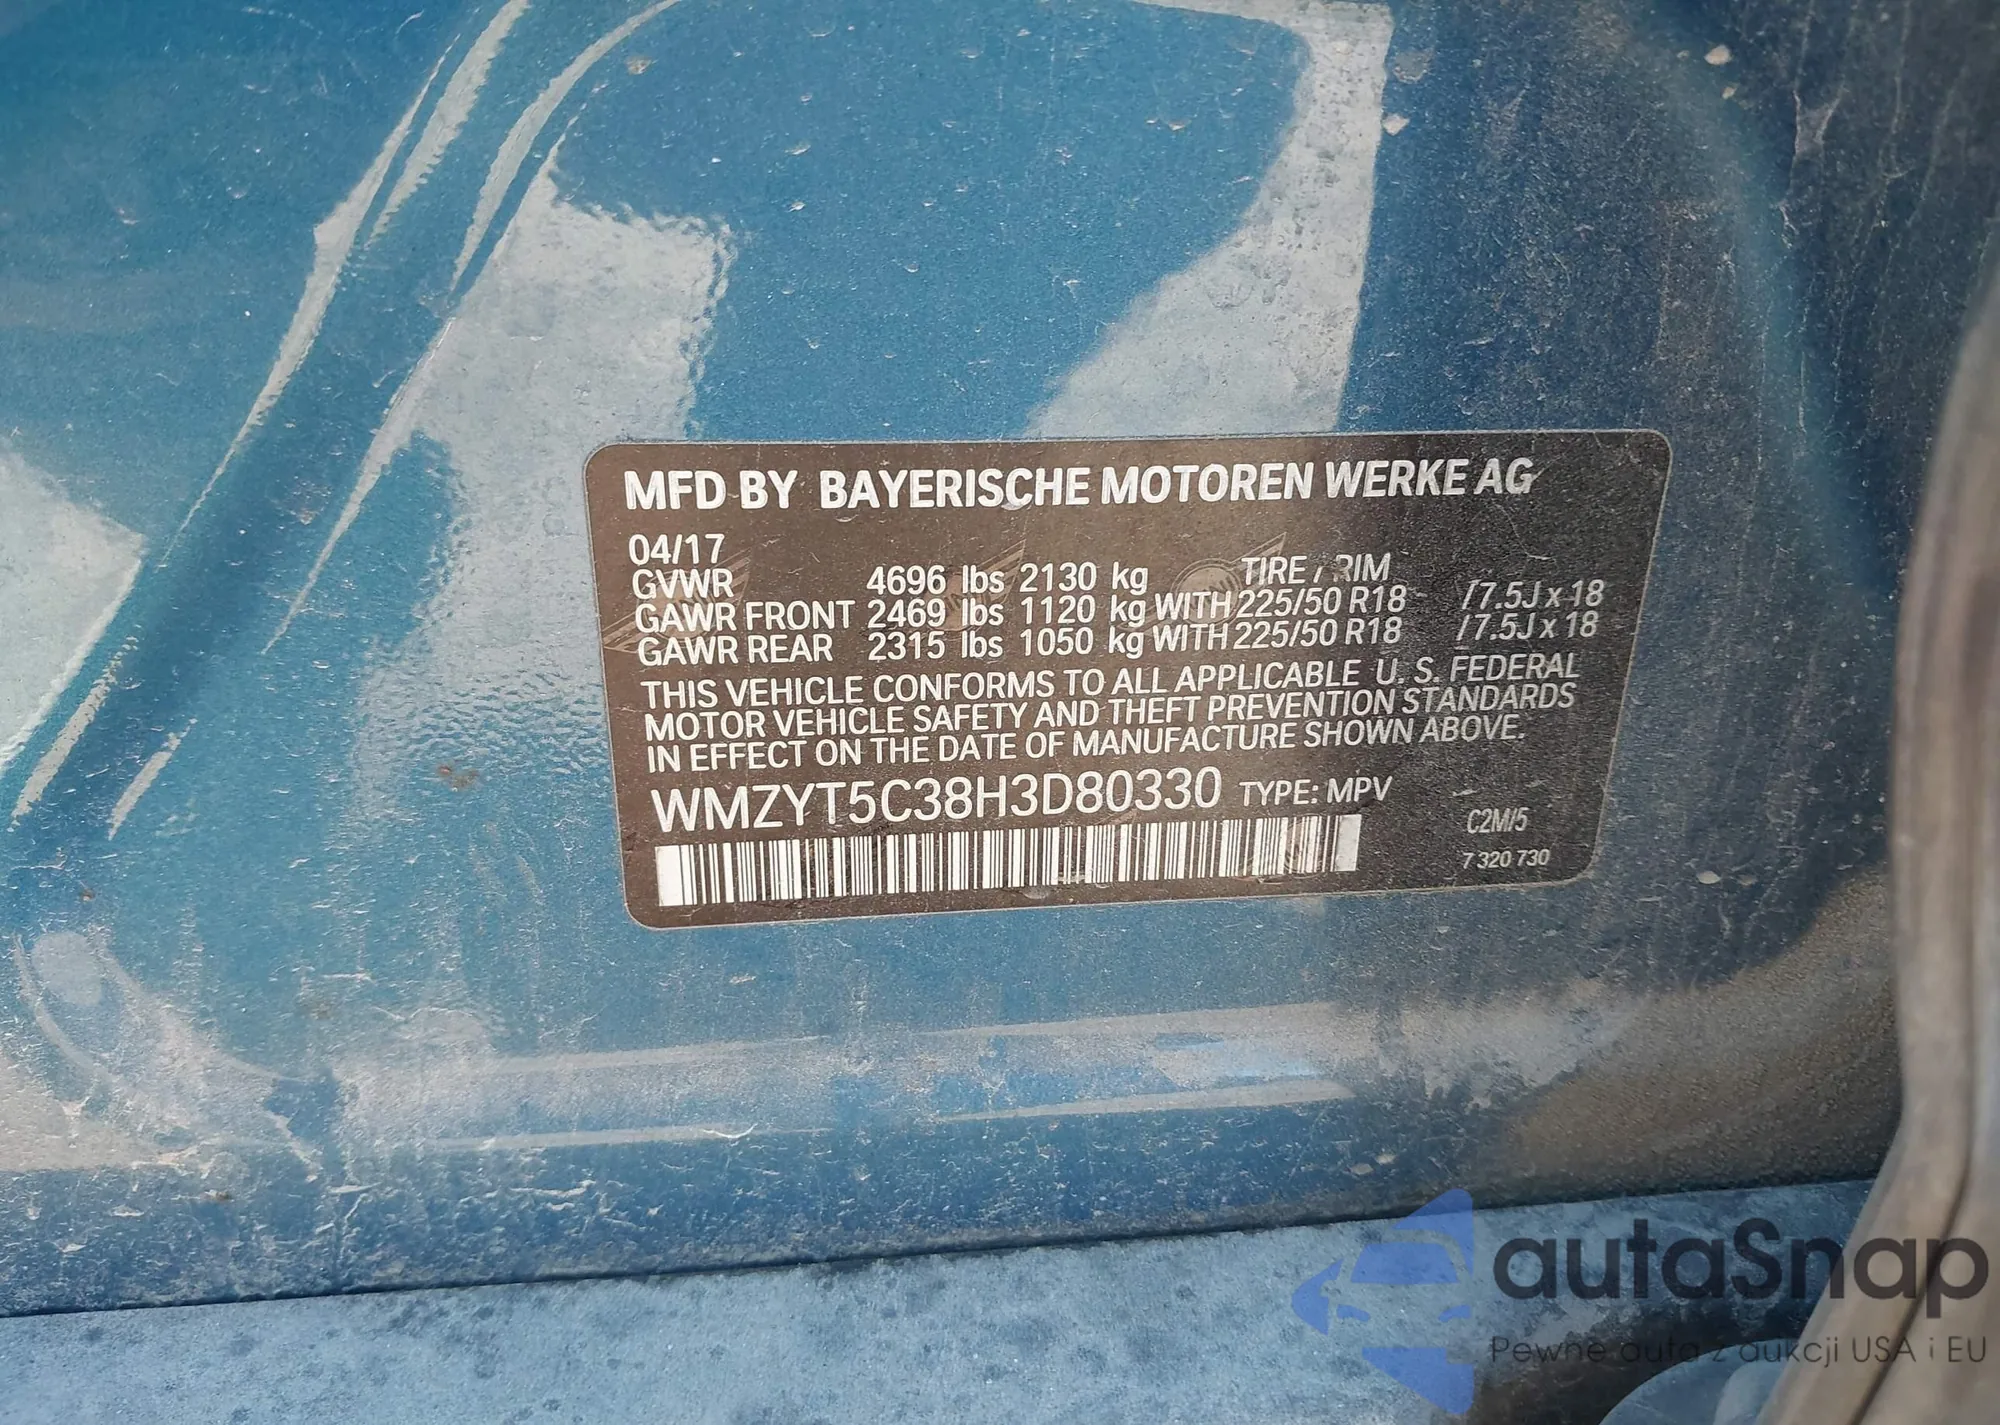 MFD BY BAYERISCHE MOTOREN WERKE AG
04/17 TIRE / RIM
GVWR 4696 lbs 2130 kg
GAWR FRONT 2469 lbs 1120 kg WITH 225/50 R18 / 7.5J x 18
GAWR REAR 2315 lbs 1050 kg WITH 225/50 R18 / 7.5J x 18
THIS VEHICLE CONFORMS TO ALL APPLICABLE U. S. FEDERAL
MOTOR VEHICLE SAFETY AND THEFT PREVENTION STANDARDS
IN EFFECT ON THE DATE OF MANUFACTURE SHOWN ABOVE.
WMZYT5C38H3D80330 TYPE: MPV
C2M/5
7 320 730
autaSnap
Pewne auta z aukcji USA i EU